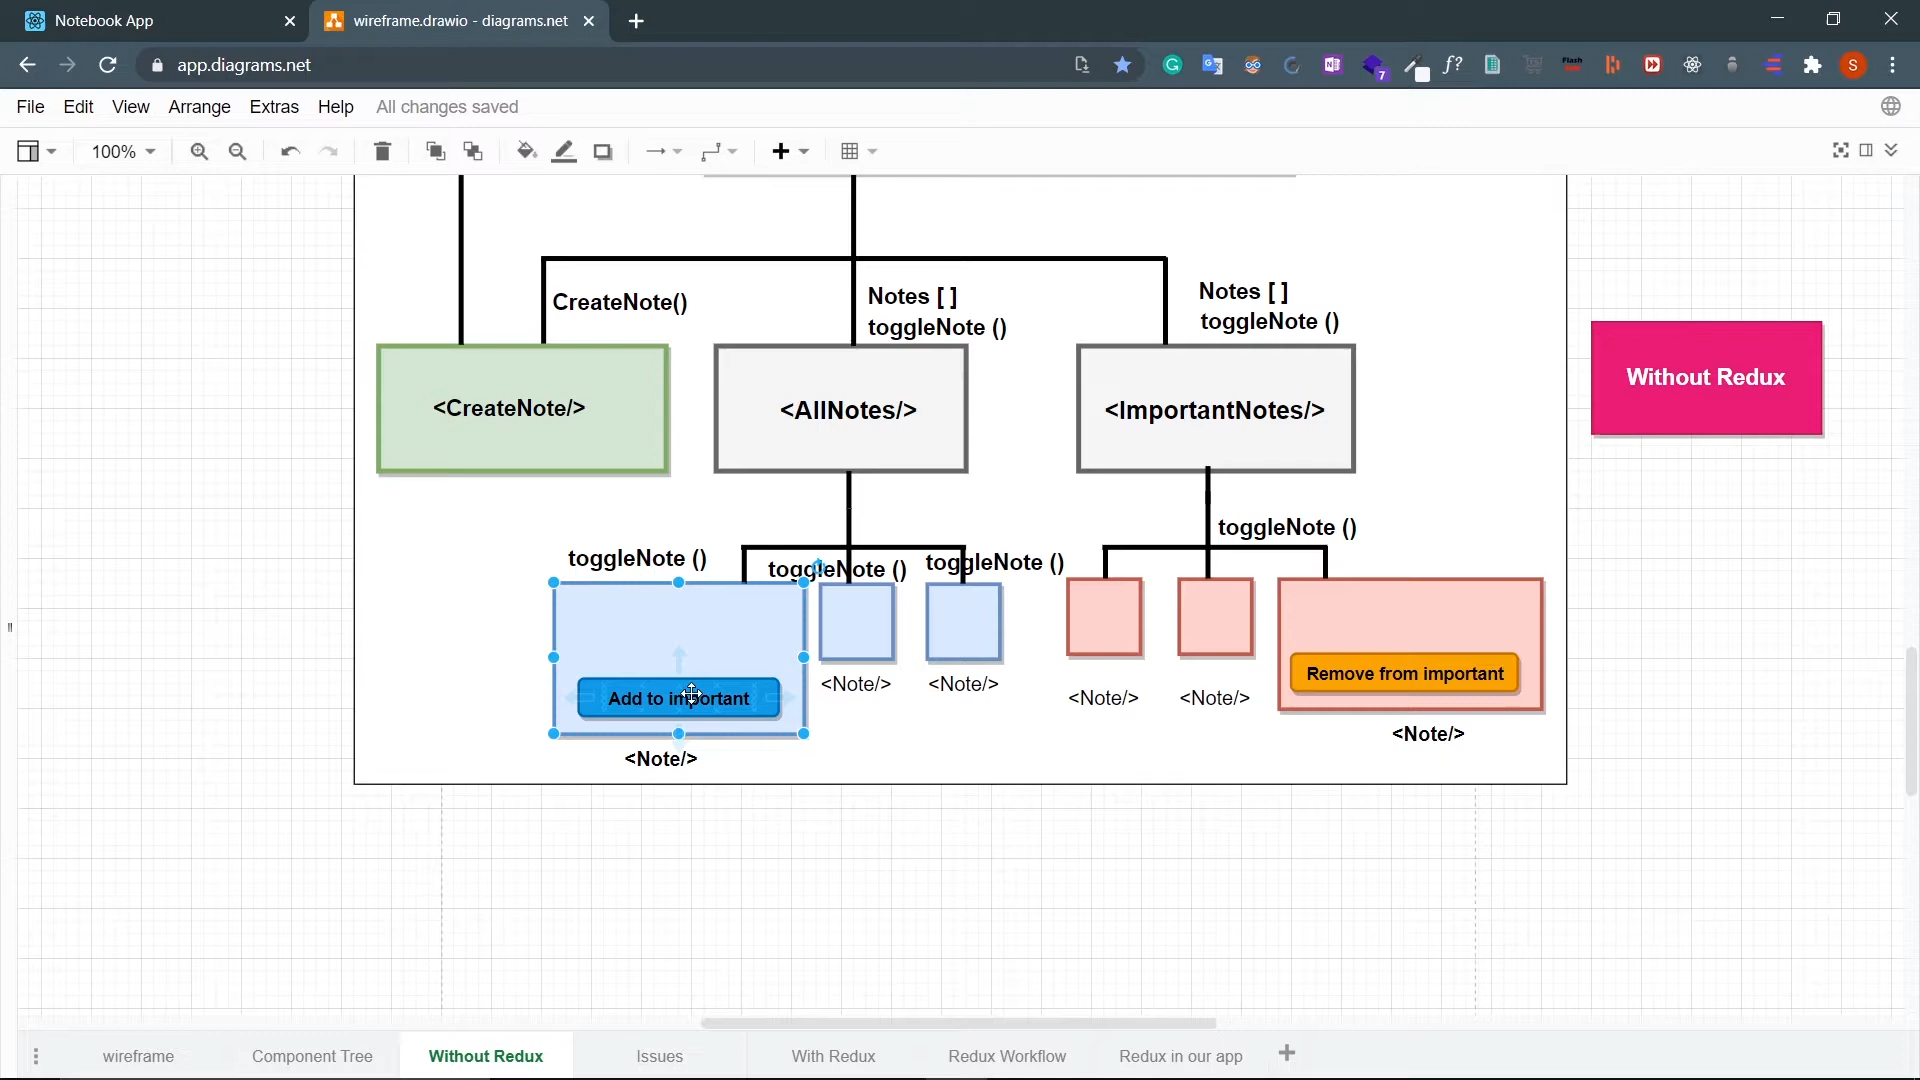 Notebook App
wireframe.drawio - diagrams.net
app.diagrams.net
7
f?
Flash
S
File Edit View Arrange Extras Help All changes saved
100%
CreateNote()
Notes [ ]
toggleNote ()
Notes [ ]
toggleNote ()
Without Redux
<CreateNote/>
<AllNotes/>
<ImportantNotes/>
toggleNote ()
toggleNote ()
toggleNote ()
toggleNote ()
Add to important
Remove from important
<Note/>
<Note/>
<Note/>
<Note/>
<Note/>
<Note/>
wireframe
Component Tree
Without Redux
Issues
With Redux
Redux Workflow
Redux in our app